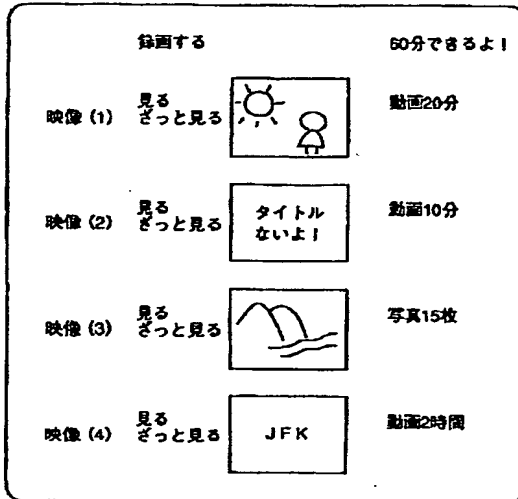 録画する 60分できるよ！
映像 (1) 見る 動画20分
ざっと見る
映像 (2) 見る タイトル 動画10分
ざっと見る ないよ！
映像 (3) 見る 写真15枚
ざっと見る
映像 (4) 見る JFK 動画2時間
ざっと見る